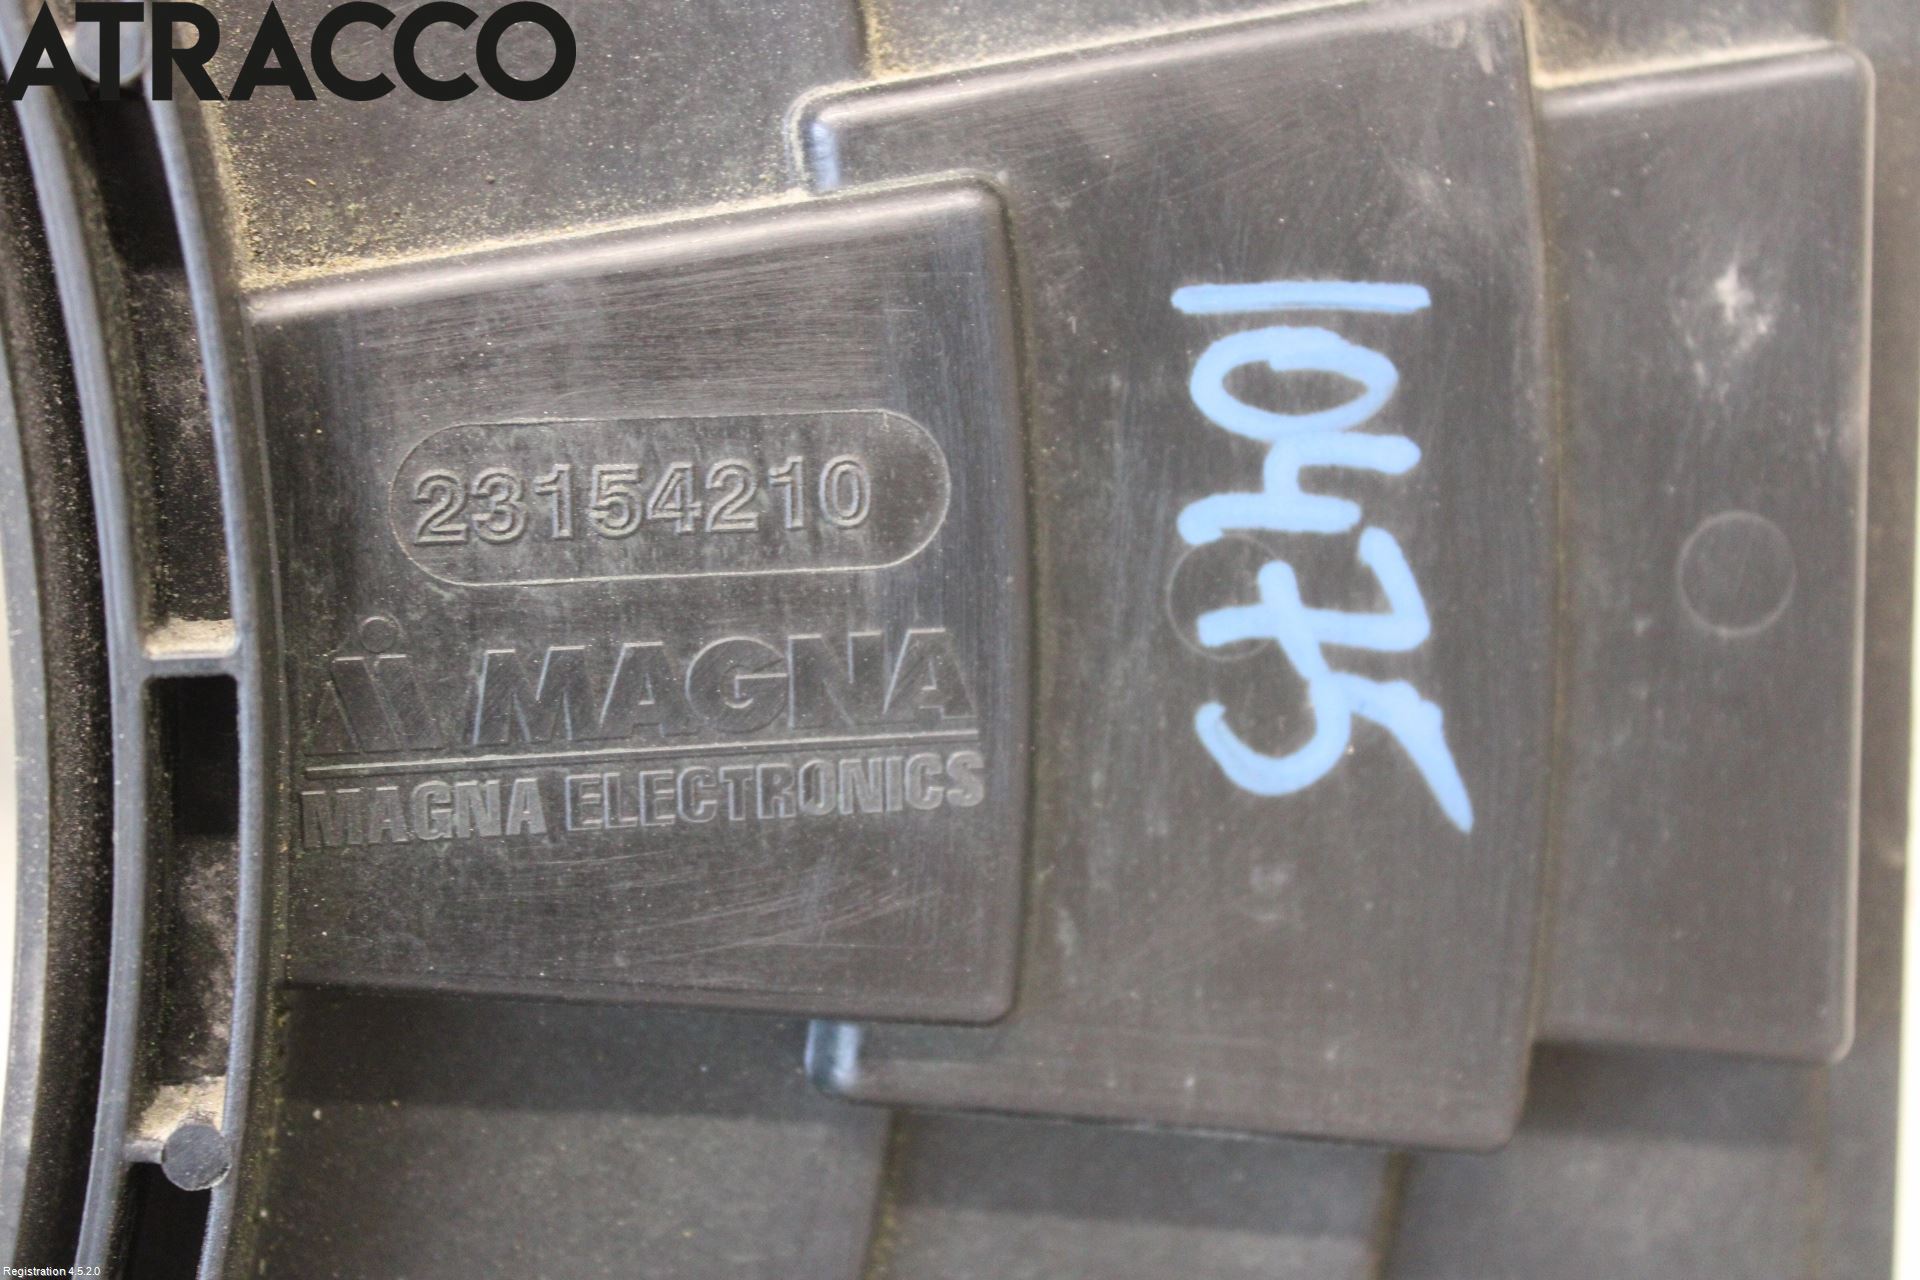 ATRACCO
23154210
MAGNA
MAGNA ELECTRONICS
10475
Registration 4.5.2.0